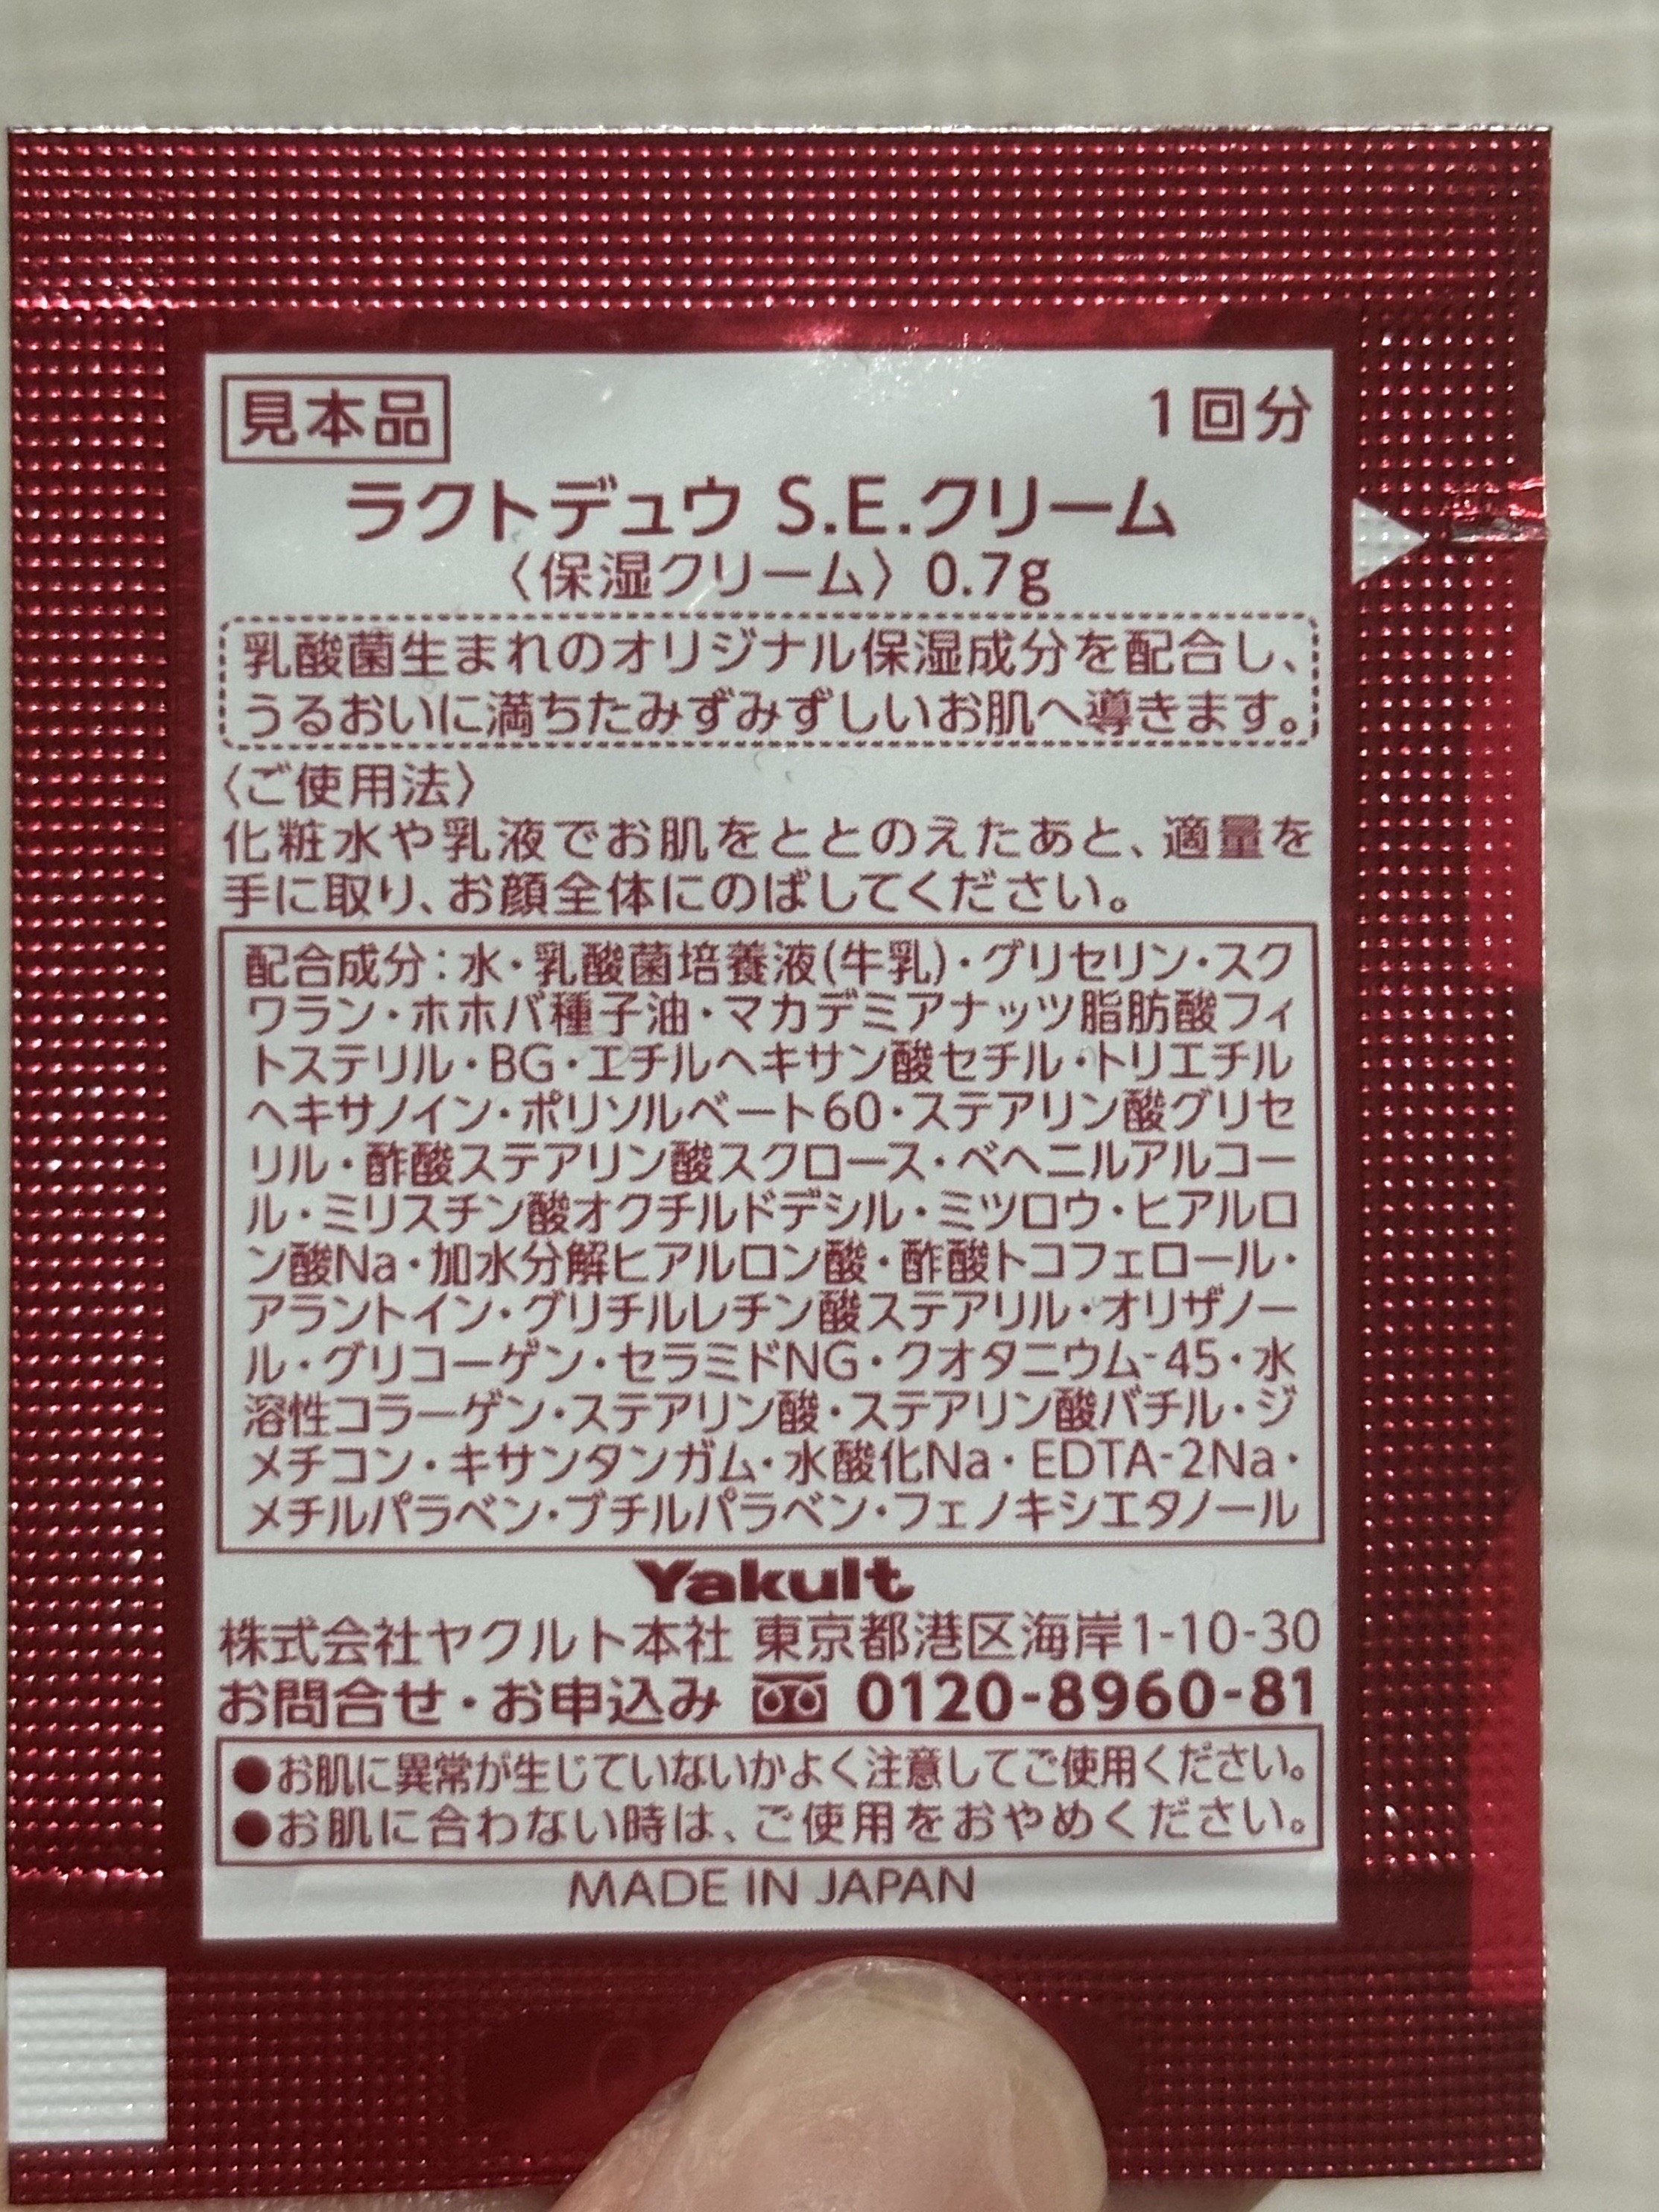 見本品 1回分
ラクトデュウ S.E.クリーム
〈保湿クリーム〉0.7g
乳酸菌生まれのオリジナル保湿成分を配合し、
うるおいに満ちたみずみずしいお肌へ導きます。
〈ご使用法〉
化粧水や乳液でお肌をととのえたあと、適量を
手に取り、お顔全体にのばしてください。
配合成分：水・乳酸菌培養液(牛乳)・グリセリン・スク
ワラン・ホホバ種子油・マカデミアナッツ脂肪酸フィ
トステリル・BG・エチルヘキサン酸セチル・トリエチル
ヘキサノイン・ポリソルベート60・ステアリン酸グリセ
リル・酢酸ステアリン酸スクロース・ベヘニルアルコー
ル・ミリスチン酸オクチルドデシル・ミツロウ・ヒアルロ
ン酸Na・加水分解ヒアルロン酸・酢酸トコフェロール・
アラントイン・グリチルレチン酸ステアリル・オリザノー
ル・グリコーゲン・セラミドNG・クオタニウム-45・水
溶性コラーゲン・ステアリン酸・ステアリン酸バチル・ジ
メチコン・キサンタンガム・水酸化Na・EDTA-2Na・
メチルパラベン・ブチルパラベン・フェノキシエタノール
Yakult
株式会社ヤクルト本社 東京都港区海岸1-10-30
お問合せ・お申込み 0120-8960-81
●お肌に異常が生じていないかよく注意してご使用ください。
●お肌に合わない時は、ご使用をおやめください。
MADE IN JAPAN